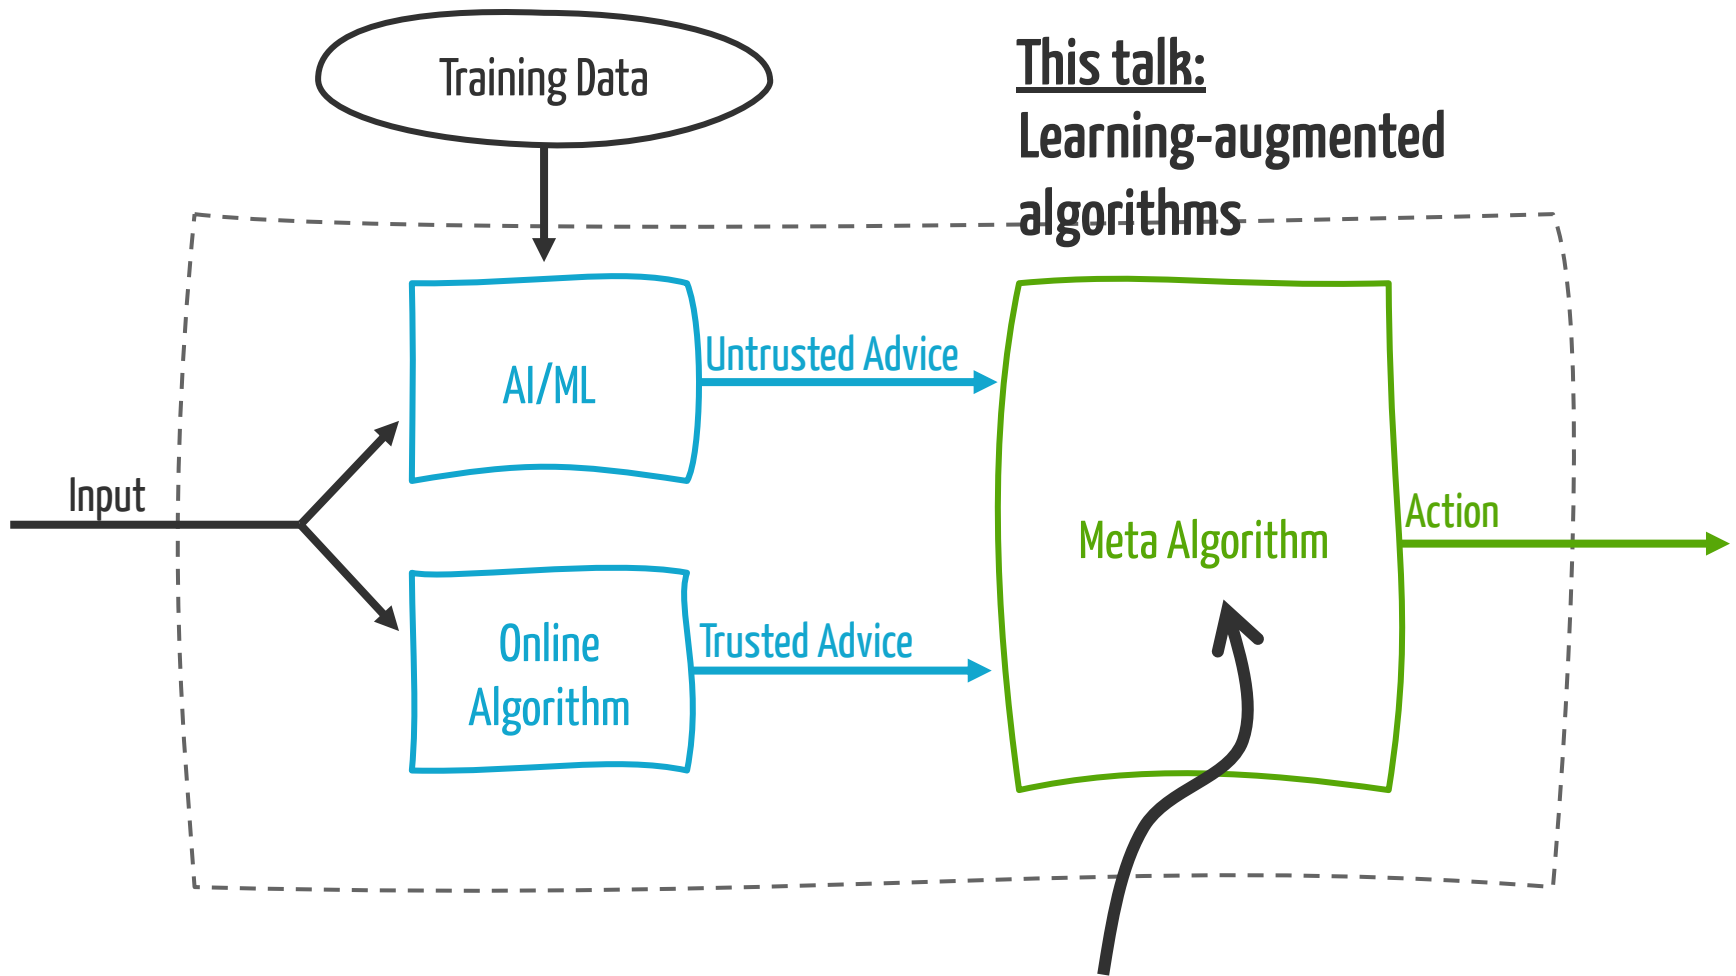 Training Data
This talk:
Learning-augmented
algorithms
Untrusted Advice
AI/ML
Input
Action
Meta Algorithm
Online
Algorithm
Trusted Advice